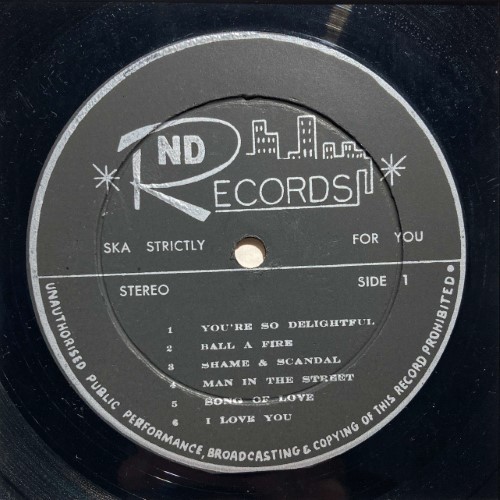 RND RECORDS
SKA STRICTLY FOR YOU
STEREO SIDE 1
1 YOU'RE SO DELIGHTFUL
2 BALL A FIRE
3 SHAME & SCANDAL
4 MAN IN THE STREET
5 SONG OF LOVE
6 I LOVE YOU
UNAUTHORISED PUBLIC PERFORMANCE, BROADCASTING & COPYING OF THIS RECORD PROHIBITED